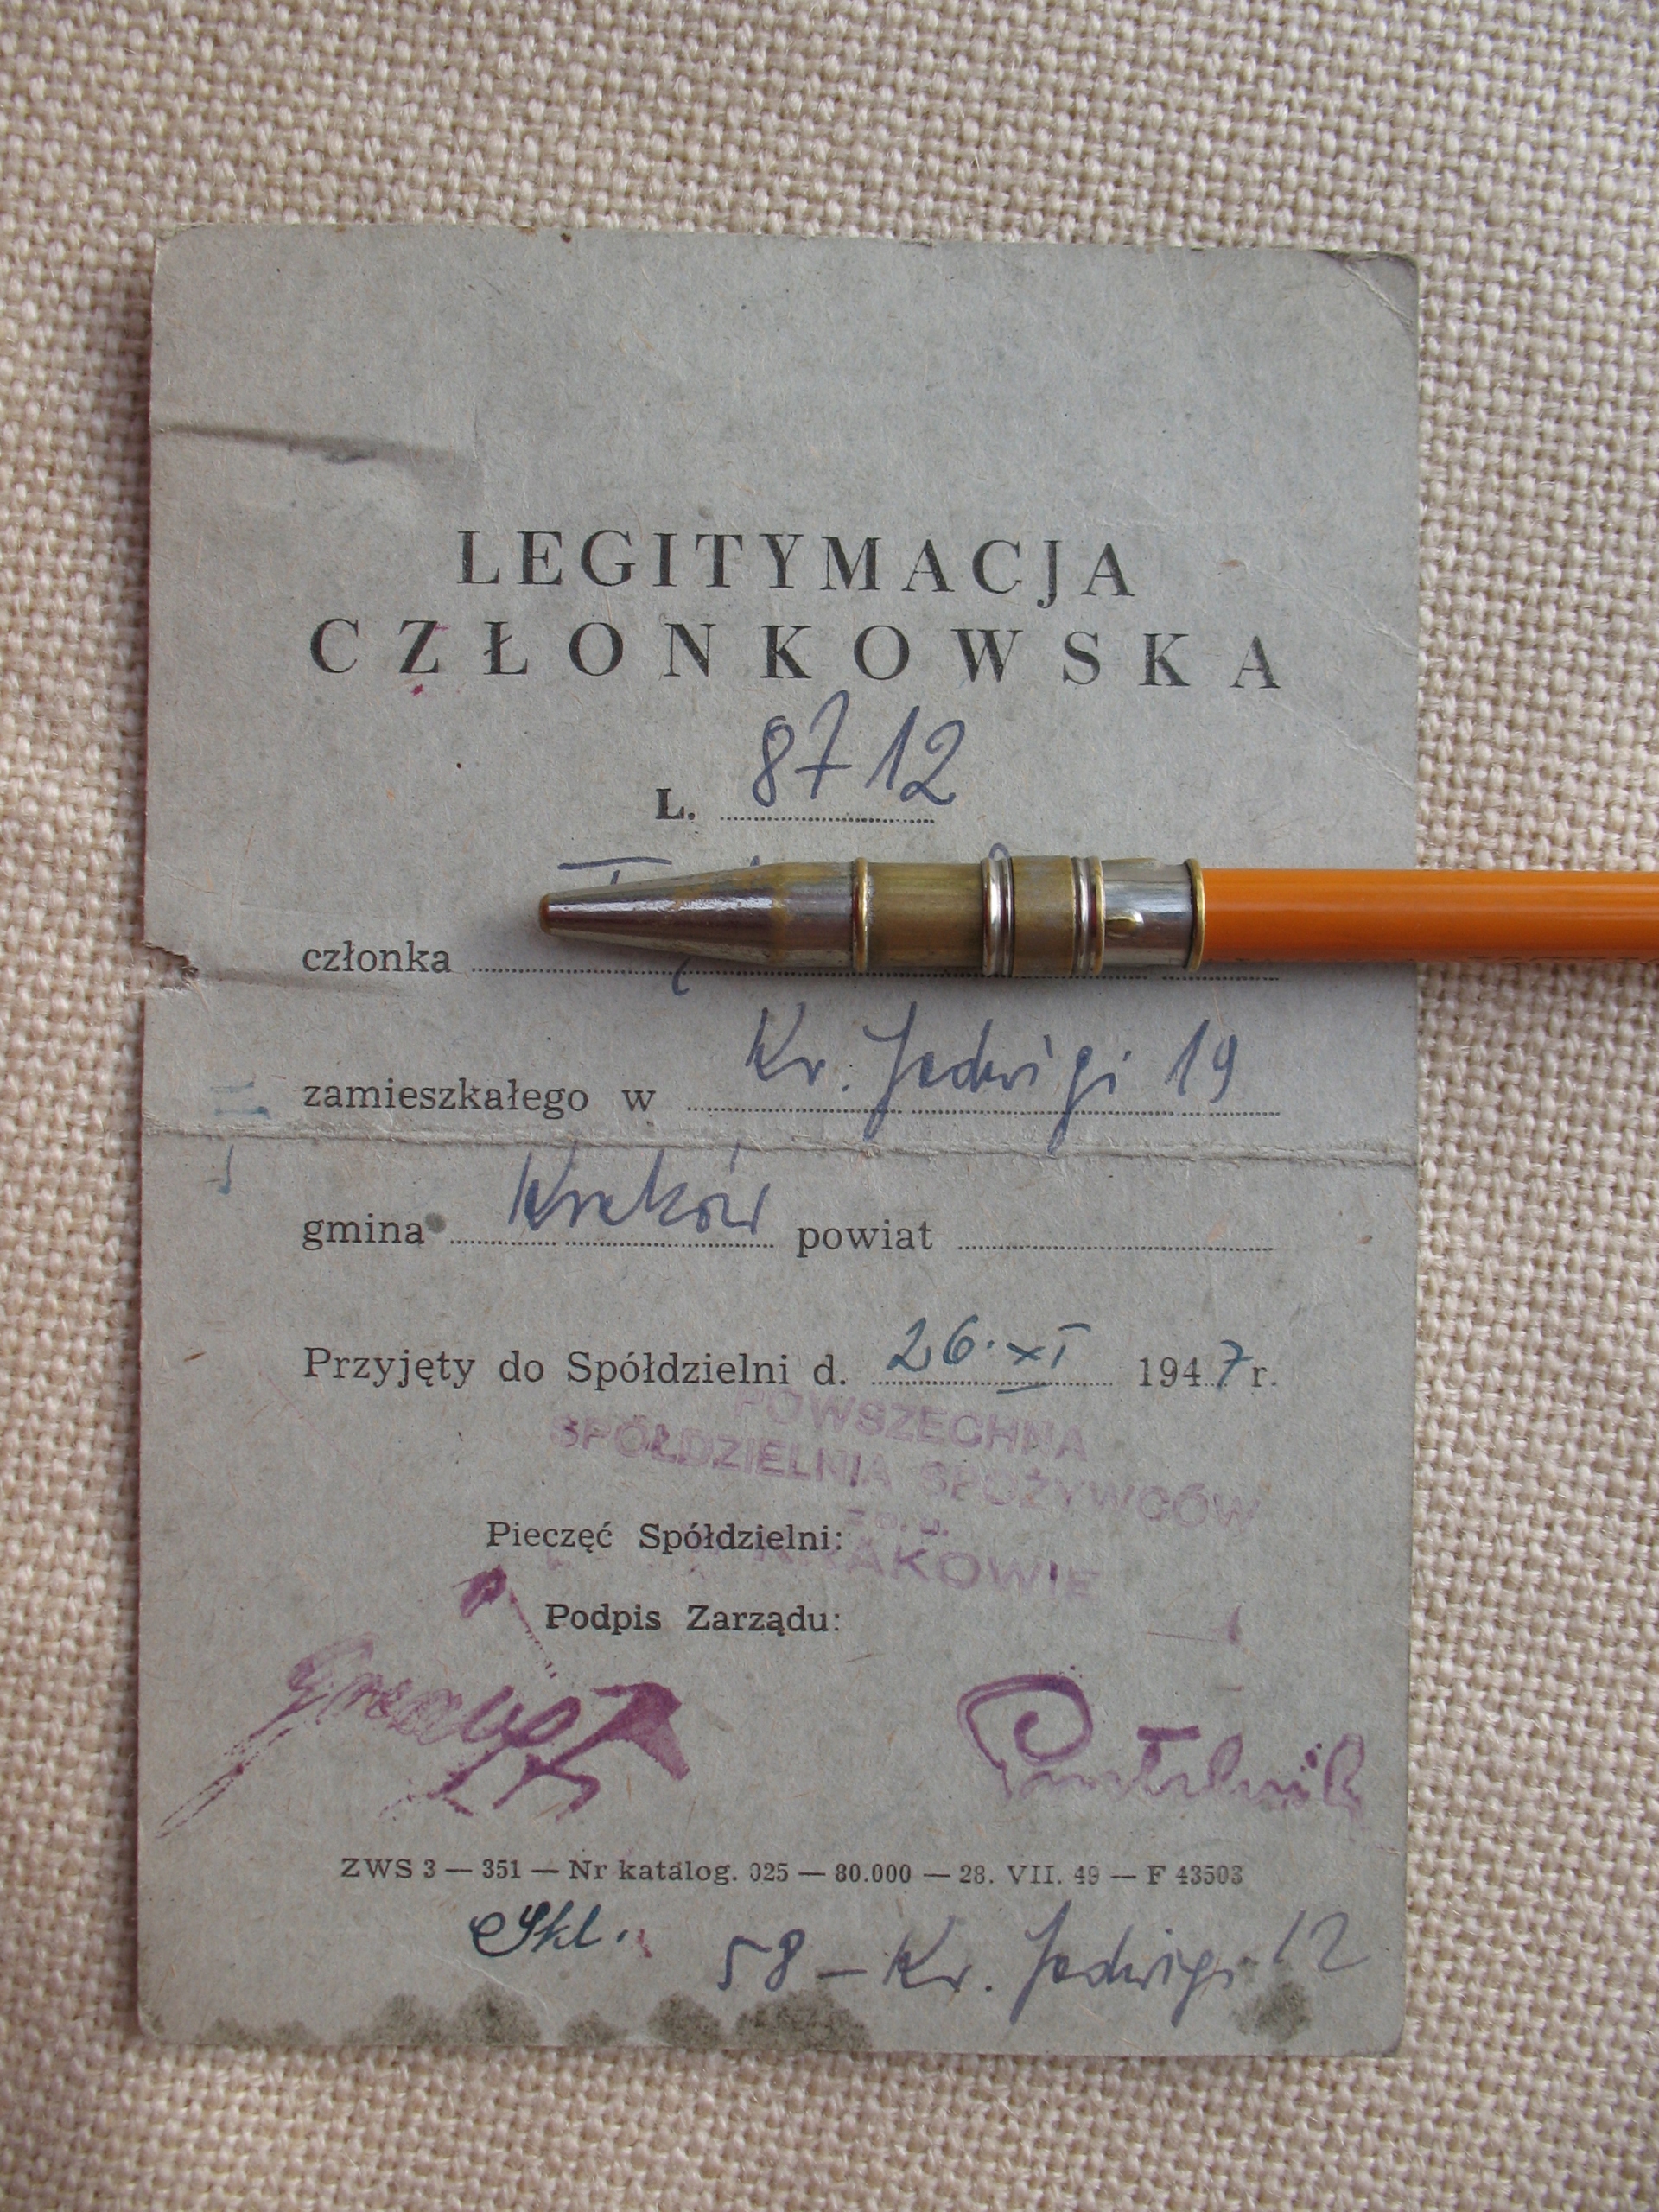 LEGITYMACJA
CZŁONKOWSKA
L. 8712
członka
zamieszkałego w Kr. Jadwigi 19
gmina Kraków powiat
Przyjęty do Spółdzielni d. 26.XI 1947 r.
POWSZECHNA
SPÓŁDZIELNIA SPOŻYWCÓW
z o. u.
Pieczęć Spółdzielni:
KRAKOWIE
Podpis Zarządu:
ZWS 3 — 351 — Nr katalog. 025 — 80.000 — 28. VII. 49 — F 43503
Skl. 58 — Kr. Jadwigi 12